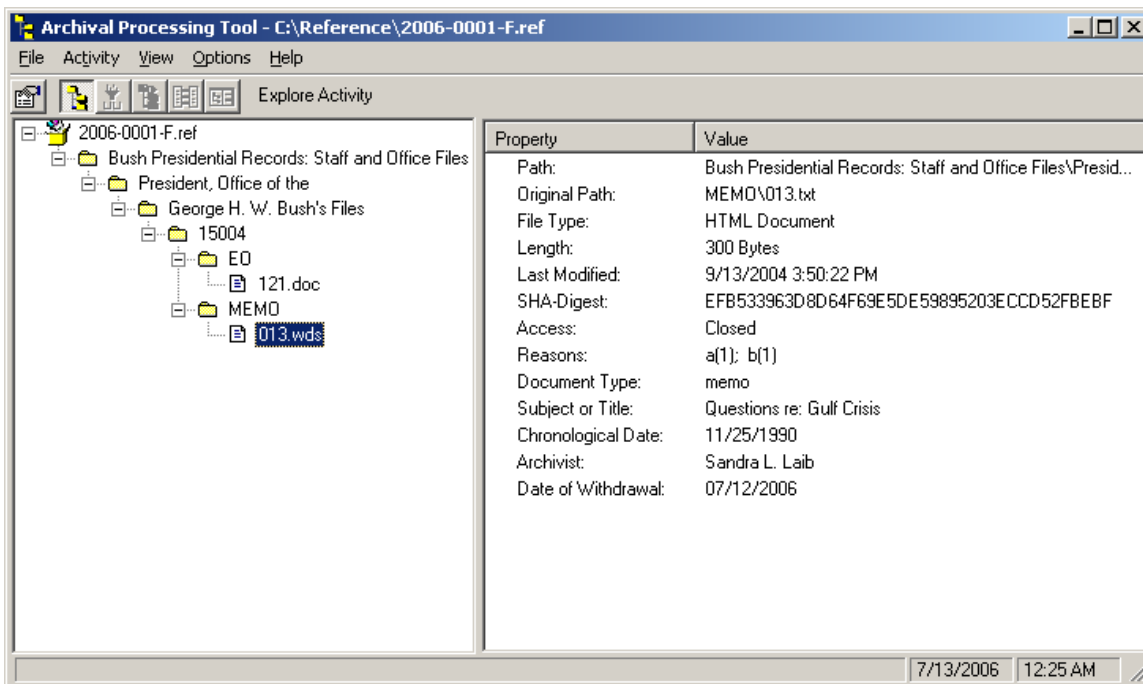 Archival Processing Tool - C:\Reference\2006-0001-F.ref
File Activity View Options Help
Explore Activity
2006-0001-F.ref
Bush Presidential Records: Staff and Office Files
President, Office of the
George H. W. Bush's Files
15004
EO
121.doc
MEMO
013.wds
Property Value
Path: Bush Presidential Records: Staff and Office Files\Presid...
Original Path: MEMO\013.txt
File Type: HTML Document
Length: 300 Bytes
Last Modified: 9/13/2004 3:50:22 PM
SHA-Digest: EFB533963D8D64F69E5DE59895203ECCD52FBEBF
Access: Closed
Reasons: a(1); b(1)
Document Type: memo
Subject or Title: Questions re: Gulf Crisis
Chronological Date: 11/25/1990
Archivist: Sandra L. Laib
Date of Withdrawal: 07/12/2006
7/13/2006 12:25 AM